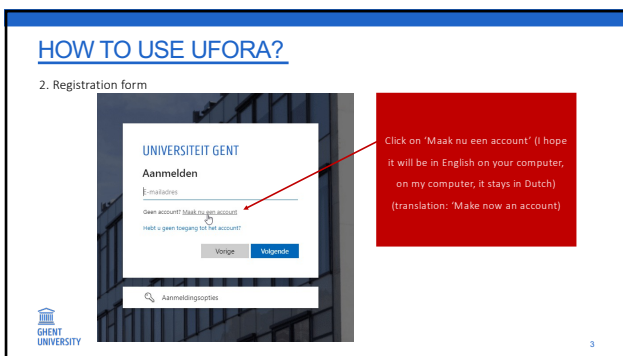 HOW TO USE UFORA?
2. Registration form
UNIVERSITEIT GENT
Aanmelden
E-mailadres
Geen account? Maak nu een account
Hebt u geen toegang tot het account?
Vorige
Volgende
Aanmeldingsopties
Click on ‘Maak nu een account’ (I hope
it will be in English on your computer,
on my computer, it stays in Dutch)
(translation: ‘Make now an account)
GHENT
UNIVERSITY
3